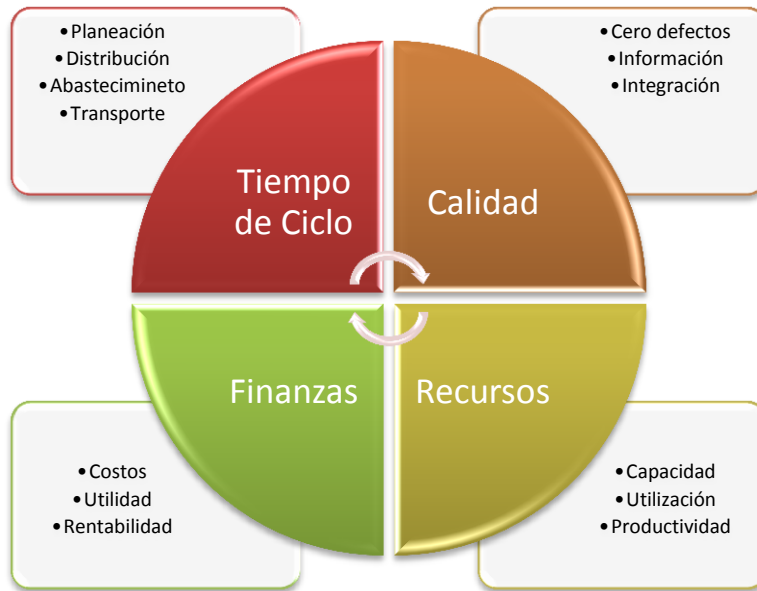 •Planeación
•Distribución
•Abastecimineto
•Transporte
•Cero defectos
•Información
•Integración
Tiempo
de Ciclo
Calidad
Finanzas
Recursos
•Costos
•Utilidad
•Rentabilidad
•Capacidad
•Utilización
•Productividad